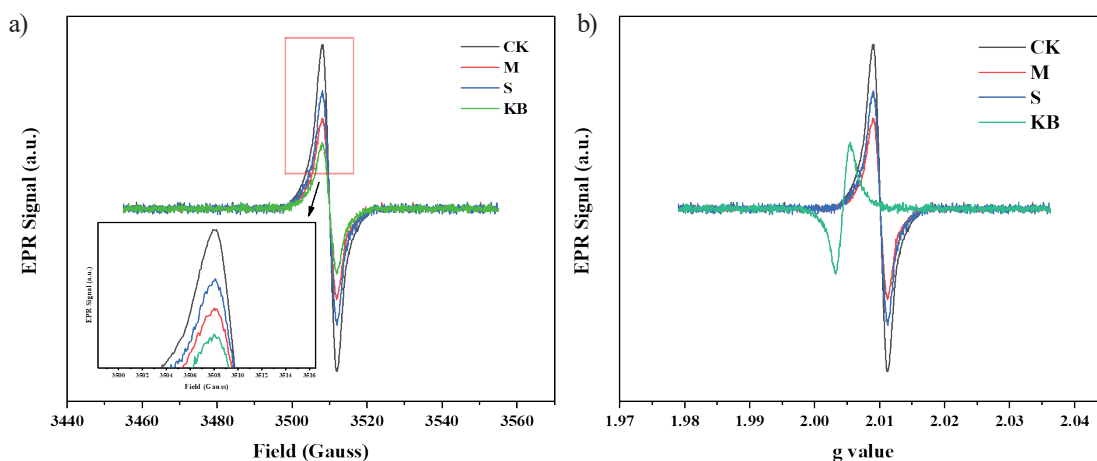 a)
EPR Signal (a.u.)
CK
M
S
KB
EPR Signal (a.u.)
3500 3502 3504 3506 3508 3510 3512 3514 3516
Field (Gauss)
3440 3460 3480 3500 3520 3540 3560
Field (Gauss)
b)
EPR Signal (a.u.)
CK
M
S
KB
1.97 1.98 1.99 2.00 2.01 2.02 2.03 2.04
g value